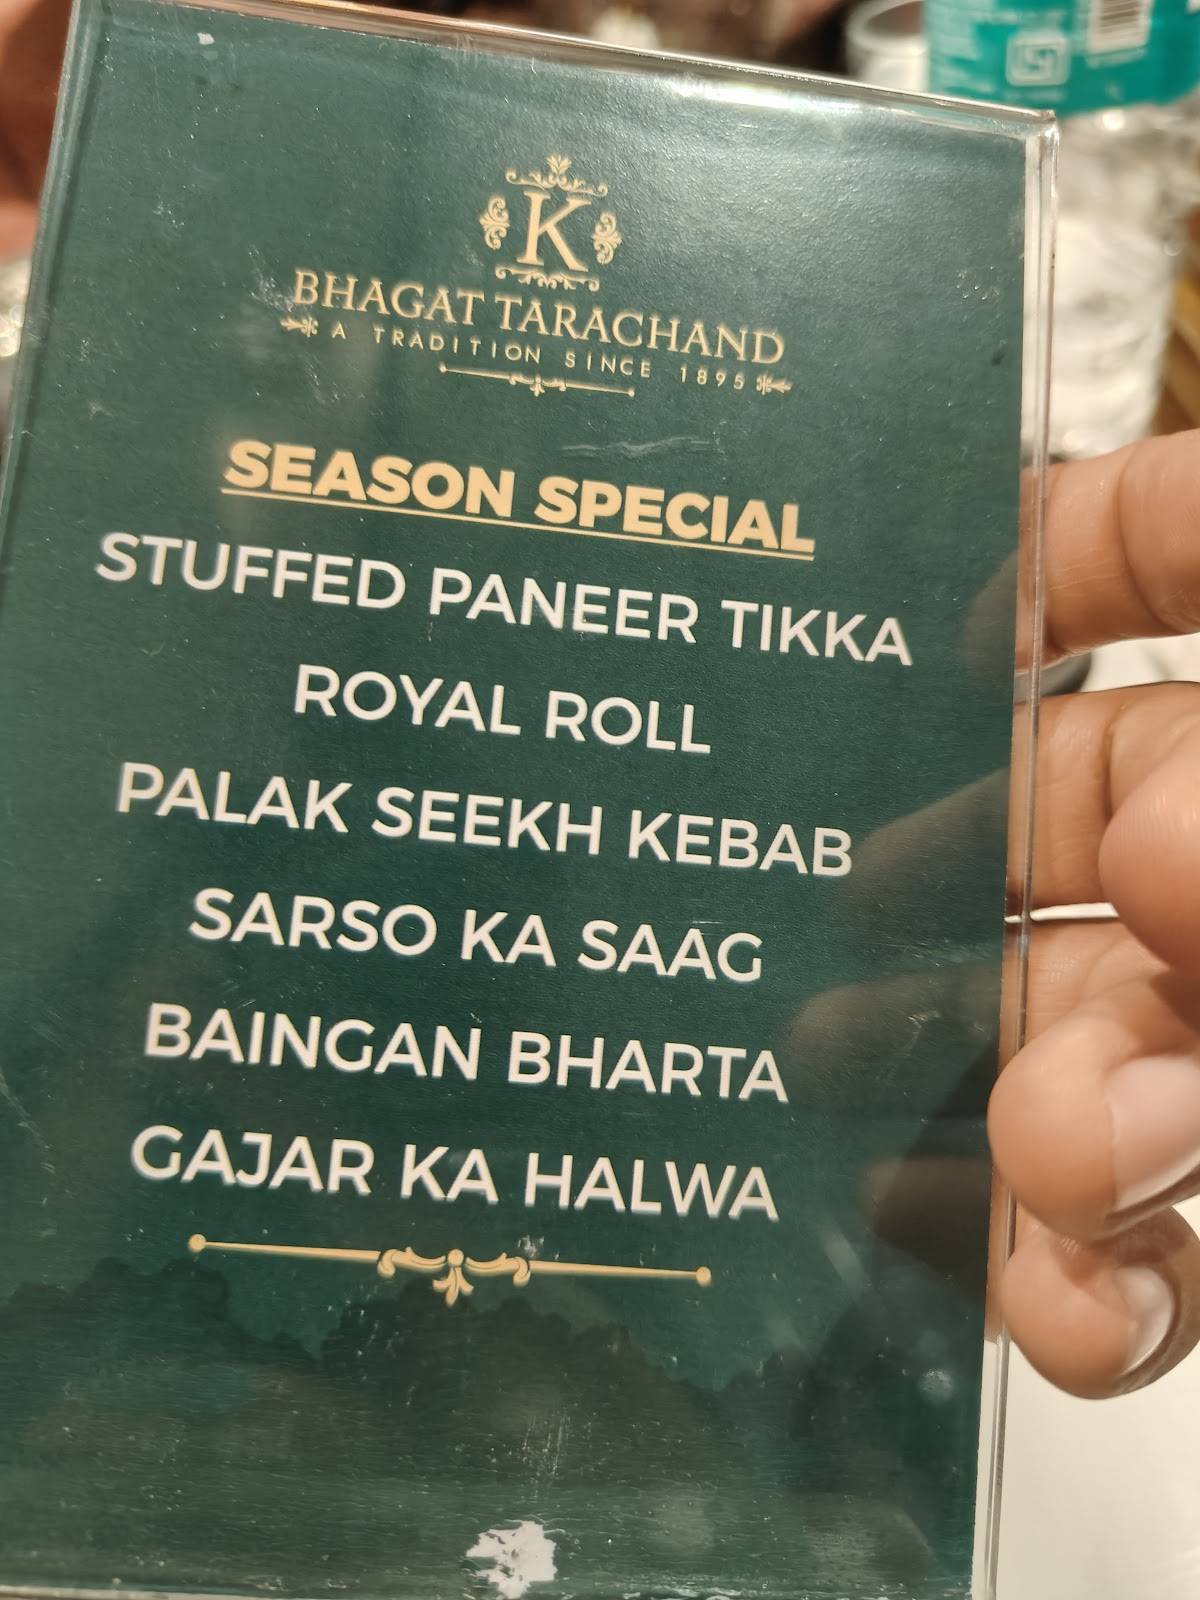 K
BHAGAT TARACHAND
A TRADITION SINCE 1895
SEASON SPECIAL
STUFFED PANEER TIKKA
ROYAL ROLL
PALAK SEEKH KEBAB
SARSO KA SAAG
BAINGAN BHARTA
GAJAR KA HALWA